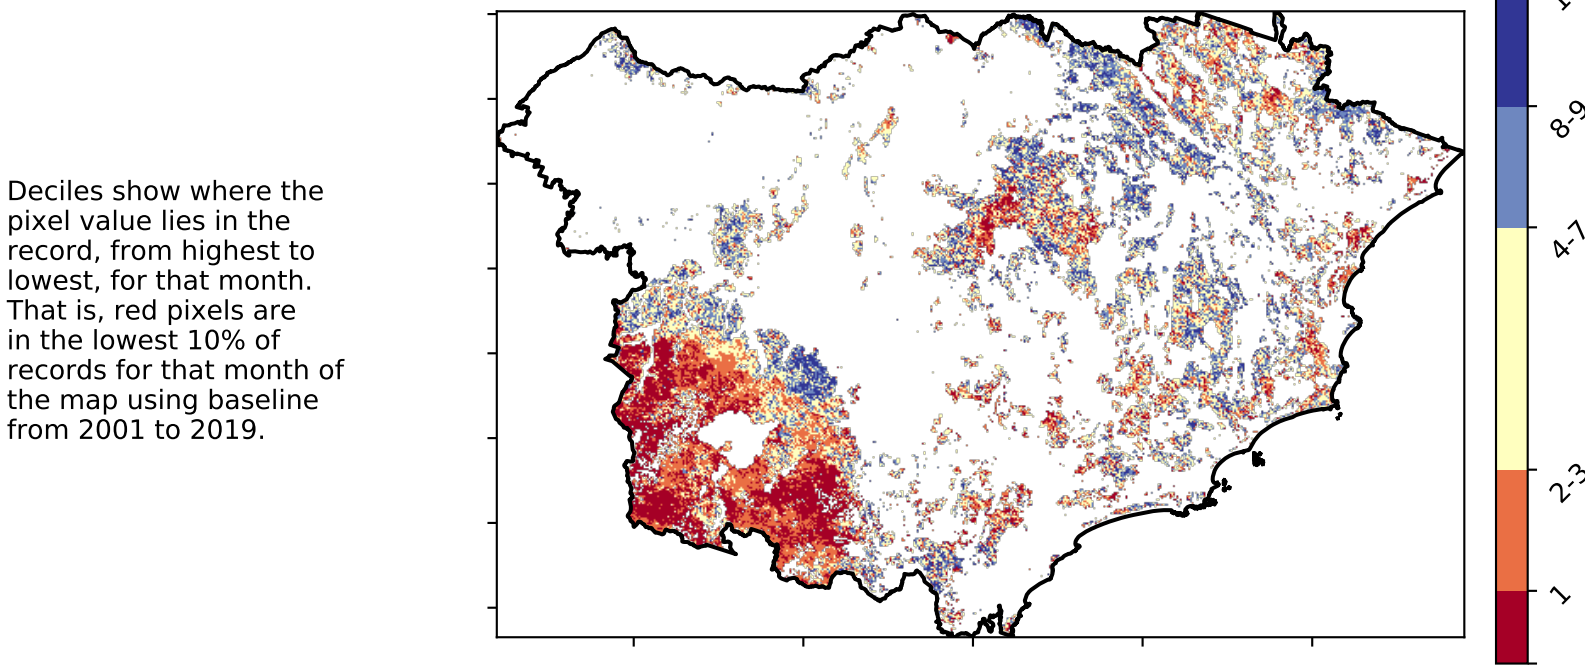 Deciles show where the
pixel value lies in the
record, from highest to
lowest, for that month.
That is, red pixels are
in the lowest 10% of
records for that month of
the map using baseline
from 2001 to 2019.
8-9
4-7
2-3
1